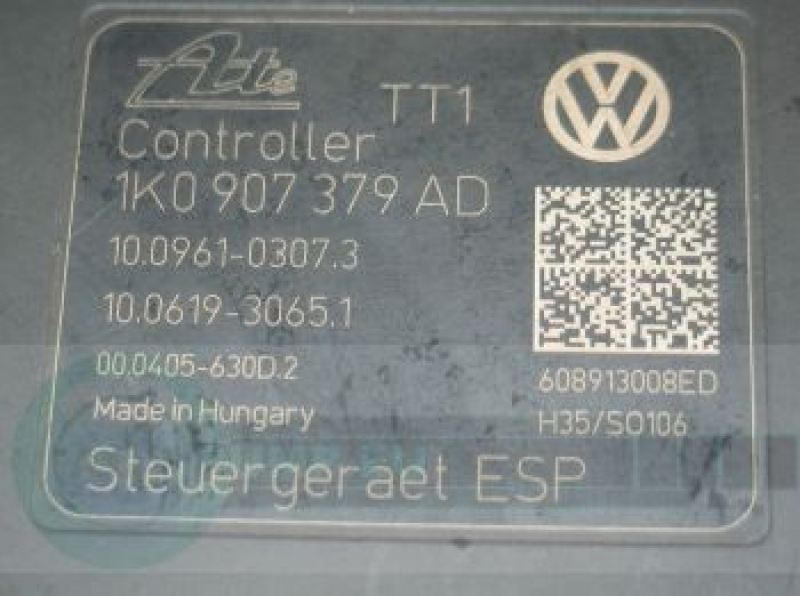 Ate TT1
Controller
1K0 907 379 AD
10.0961-0307.3
10.0619-3065.1
00.0405-630D.2
608913008ED
Made in Hungary
H35/SO106
Steuergeraet ESP